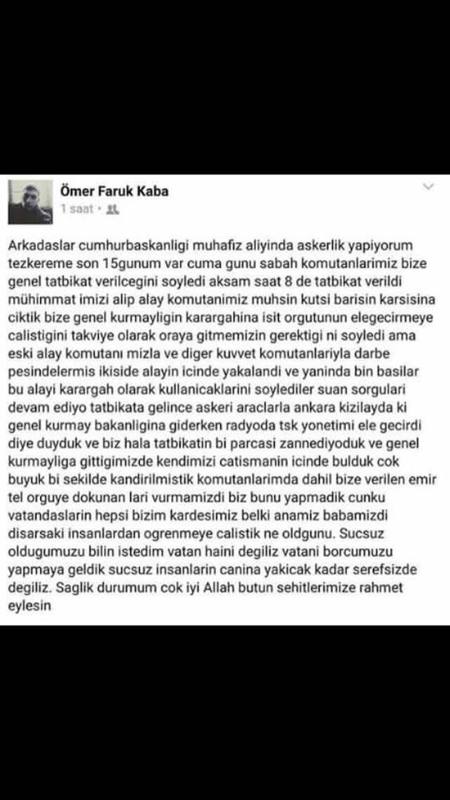 Ömer Faruk Kaba
1 saat ·
Arkadaslar cumhurbaskanligi muhafiz aliyinda askerlik yapiyorum
tezkereme son 15gunum var cuma gunu sabah komutanlarimiz bize
genel tatbikat verilcegini soyledi aksam saat 8 de tatbikat verildi
mühimmat imizi alip alay komutanimiz muhsin kutsi barisin karsisina
ciktik bize genel kurmayligin karargahina isit orgutunun elegecirmeye
calistigini takviye olarak oraya gitmemizin gerektigi ni soyledi ama
eski alay komutanı mizla ve diger kuvvet komutanlariyla darbe
pesindelermis ikiside alayin icinde yakalandi ve yaninda bin basilar
bu alayi karargah olarak kullanicaklarini soylediler suan sorgulari
devam ediyo tatbikata gelince askeri araclarla ankara kizilayda ki
genel kurmay bakanligina giderken radyoda tsk yonetimi ele gecirdi
diye duyduk ve biz hala tatbikatin bi parcasi zannediyoduk ve genel
kurmayliga gittigimizde kendimizi catismanin icinde bulduk cok
buyuk bi sekilde kandirilmistik komutanlarimda dahil bize verilen emir
tel orguye dokunan lari vurmamizdi biz bunu yapmadik cunku
vatandaslarin hepsi bizim kardesimiz belki anamiz babamizdi
disarsaki insanlardan ogrenmeye calistik ne oldgunu. Sucsuz
oldugumuzu bilin istedim vatan haini degiliz vatani borcumuzu
yapmaya geldik sucsuz insanlarin canina yakicak kadar serefsizde
degiliz. Saglik durumum cok iyi Allah butun sehitlerimize rahmet
eylesin